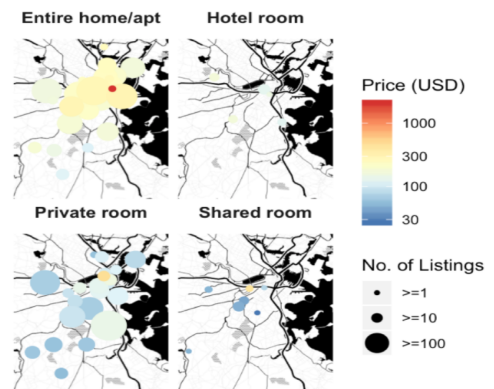 Entire home/apt
Hotel room
Private room
Shared room
Price (USD)
1000
300
100
30
No. of Listings
>=1
>=10
>=100